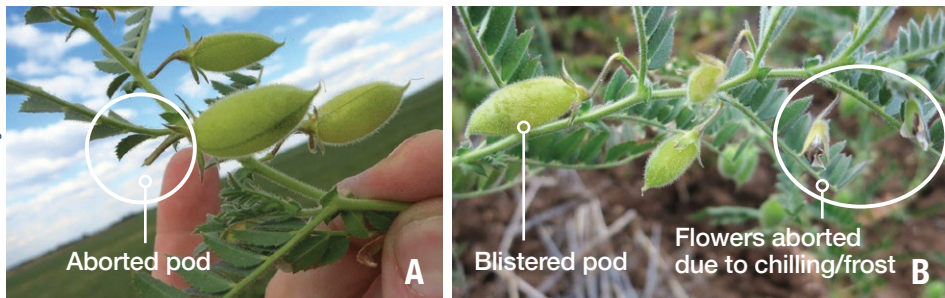 Aborted pod
A
Blistered pod
Flowers aborted
due to chilling/frost
B